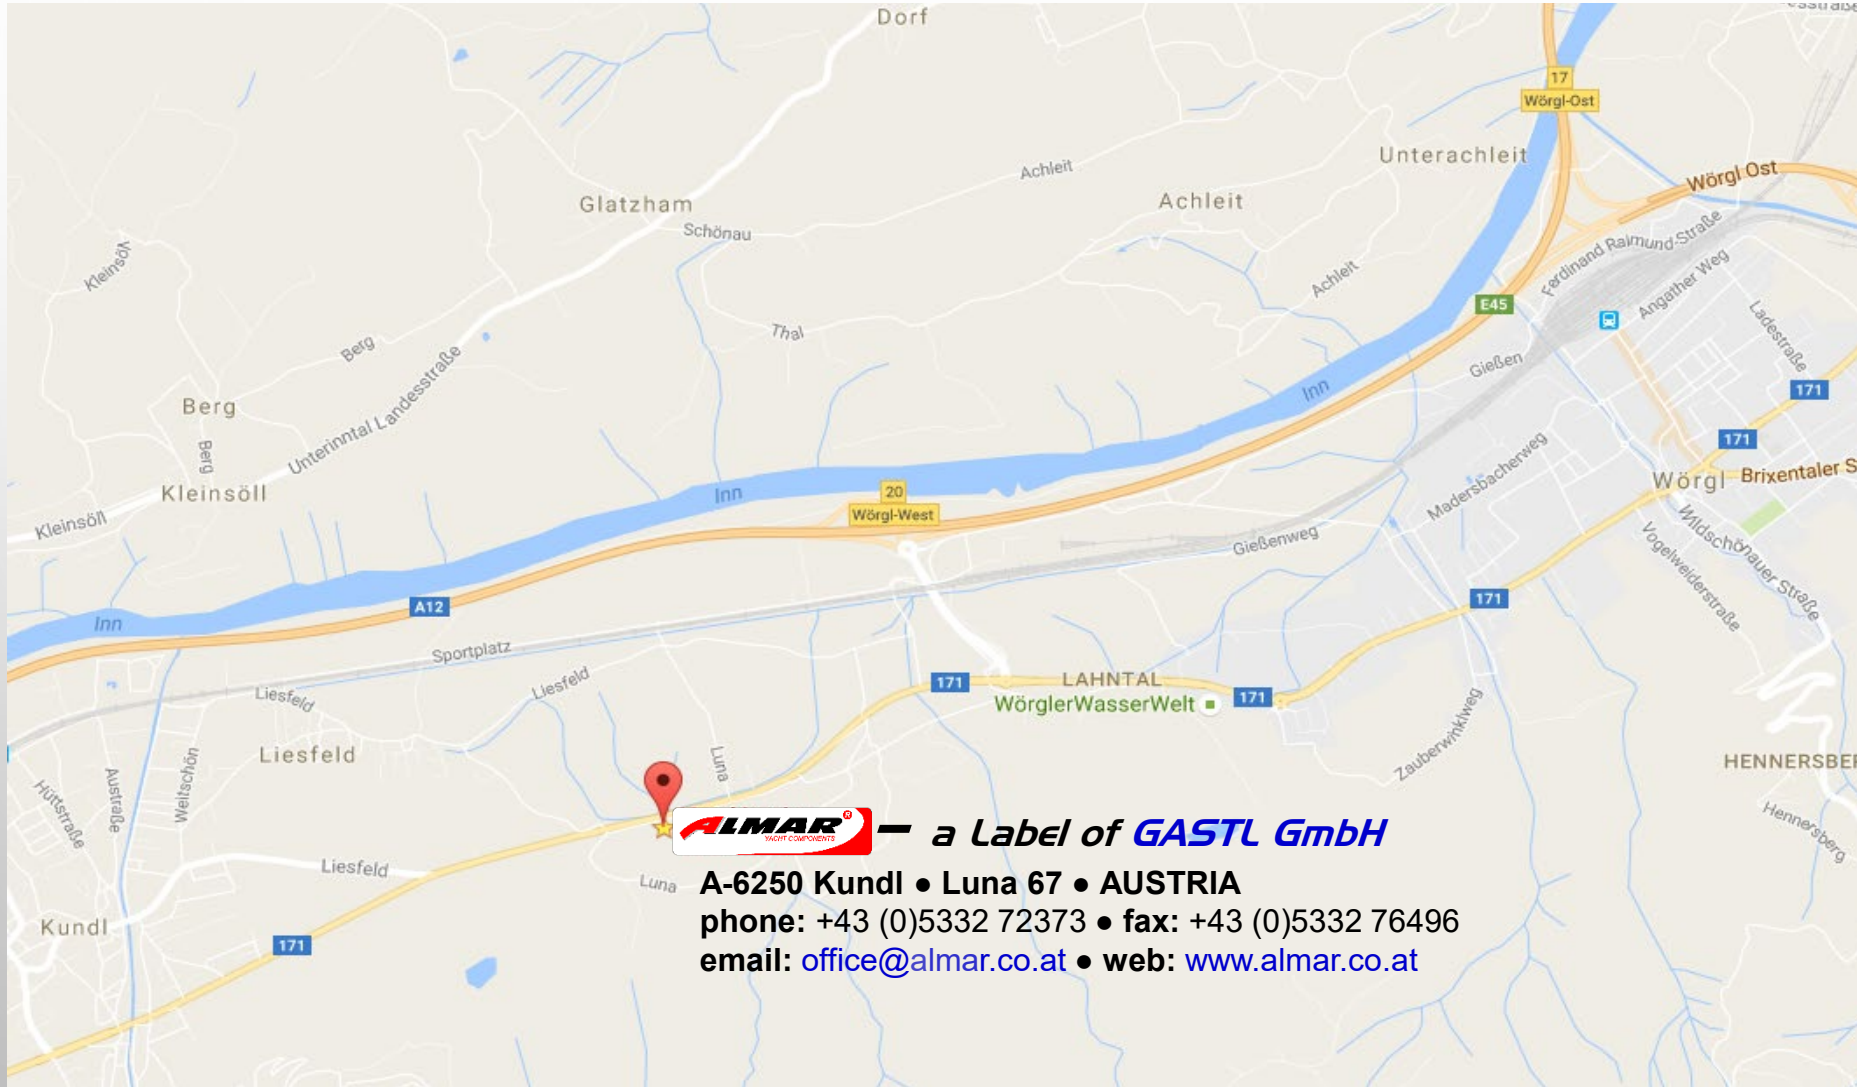 Dorf
17
Wörgl-Ost
Unterachleit
Achleit
Wörgl Ost
Glatzham
Achleit
Schönau
Ferdinand Raimund-Straße
Kleinsöll
Achleit
Angather Weg
E45
Ladestraße
Thal
Berg
Gießen
Inn
171
Berg
Unterinntal Landesstraße
Berg
171
Madersbacherweg
Wörgl
Brixentaler S
Kleinsöll
Inn
20
Wörgl-West
Kleinsöll
Gießenweg
Wildschönauer Straße
Vogelweiderstraße
A12
171
Inn
Sportplatz
Liesfeld
Liesfeld
171
LAHNTAL
WörglerWasserWelt
171
Zauberwinklweg
Liesfeld
Luna
HENNERSBER
Hüttstraße
Austraße
Weitschön
Hennersberg
ALMAR®
YACHT COMPONENTS
– a Label of GASTL GmbH
Liesfeld
Luna
A-6250 Kundl ● Luna 67 ● AUSTRIA
Kundl
phone: +43 (0)5332 72373 ● fax: +43 (0)5332 76496
171
email: office@almar.co.at ● web: www.almar.co.at